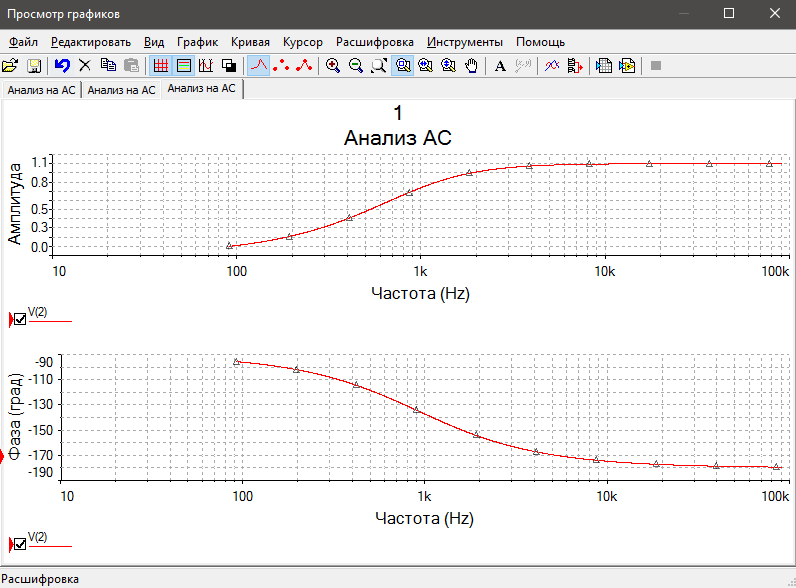 Просмотр графиков
Файл Редактировать Вид График Кривая Курсор Расшифровка Инструменты Помощь
A
Анализ на АС Анализ на АС Анализ на АС
1
Анализ АС
Амплитуда
1.1
0.8
0.5
0.3
0.0
10 100 1k 10k 100k
Частота (Hz)
V(2)
Фаза (град)
-90
-110
-130
-150
-170
-190
10 100 1k 10k 100k
Частота (Hz)
V(2)
Расшифровка